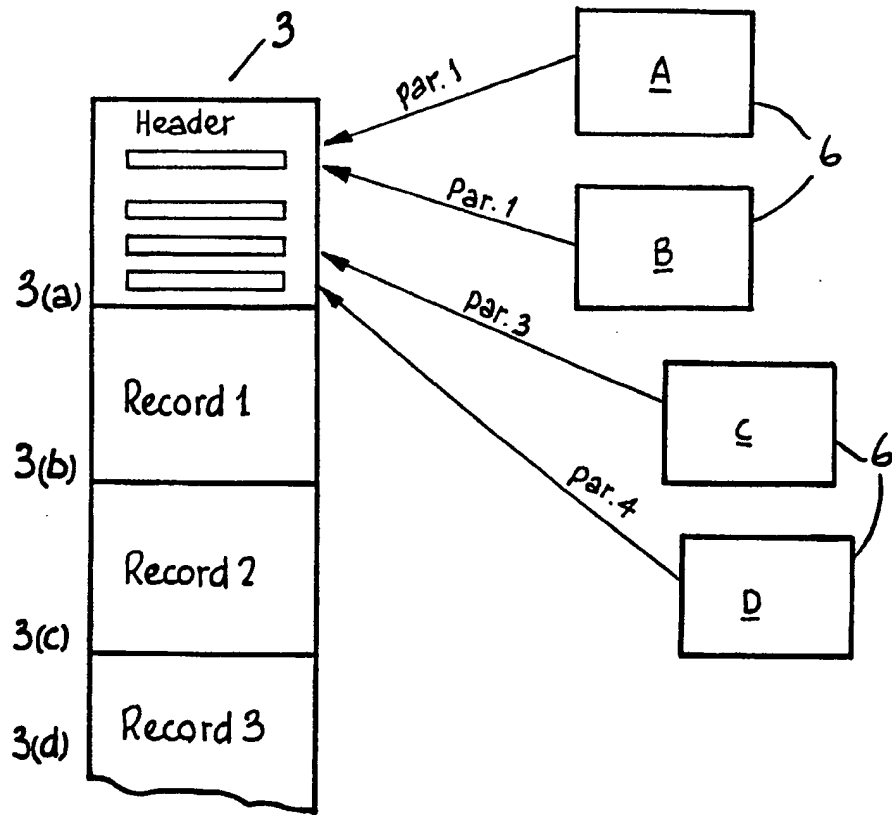 3
Header
3(a)
Record 1
3(b)
Record 2
3(c)
Record 3
3(d)
par. 1
A
6
Par. 1
B
par. 3
C
6
par. 4
D